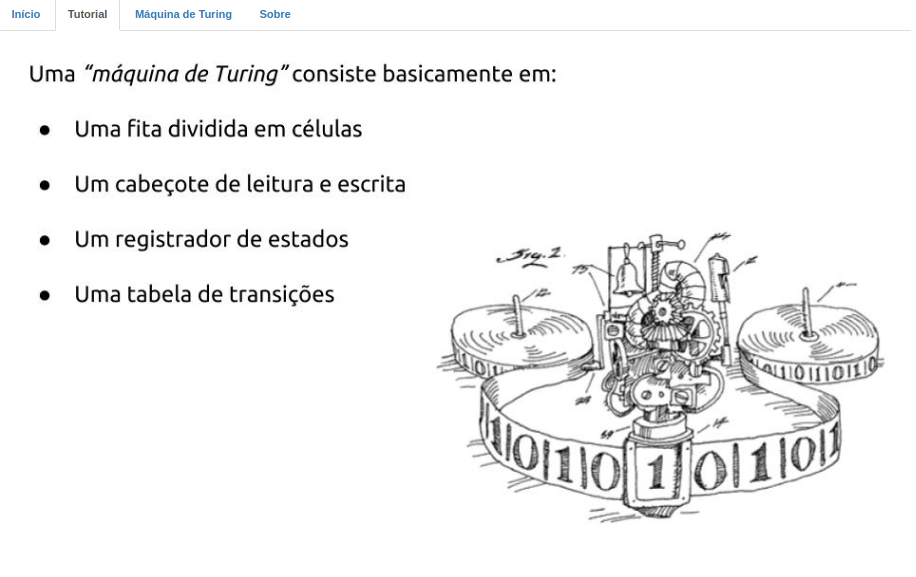 Início Tutorial Máquina de Turing Sobre
Uma “máquina de Turing” consiste basicamente em:
● Uma fita dividida em células
● Um cabeçote de leitura e escrita
● Um registrador de estados
● Uma tabela de transições
Fig. 2.
1|0|1|0 1 0|1|0|1